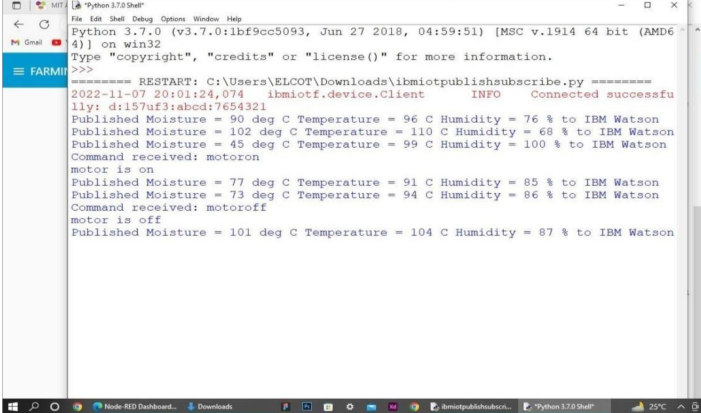 MIT
*Python 3.7.0 Shell*
File Edit Shell Debug Options Window Help
Gmail
FARMIN
Python 3.7.0 (v3.7.0:1bf9cc5093, Jun 27 2018, 04:59:51) [MSC v.1914 64 bit (AMD6
4)] on win32
Type "copyright", "credits" or "license()" for more information.
>>>
======== RESTART: C:\Users\ELCOT\Downloads\ibmiotpublishsubscribe.py ========
2022-11-07 20:01:24,074   ibmiotf.device.Client      INFO    Connected successfu
lly: d:157uf3:abcd:7654321
Published Moisture = 90 deg C Temperature = 96 C Humidity = 76 % to IBM Watson
Published Moisture = 102 deg C Temperature = 110 C Humidity = 68 % to IBM Watson
Published Moisture = 45 deg C Temperature = 99 C Humidity = 100 % to IBM Watson
Command received: motoron
motor is on
Published Moisture = 77 deg C Temperature = 91 C Humidity = 85 % to IBM Watson
Published Moisture = 73 deg C Temperature = 94 C Humidity = 86 % to IBM Watson
Command received: motoroff
motor is off
Published Moisture = 101 deg C Temperature = 104 C Humidity = 87 % to IBM Watson
Node-RED Dashboard... Downloads ibmiotpublishsubscri... *Python 3.7.0 Shell* 25°C